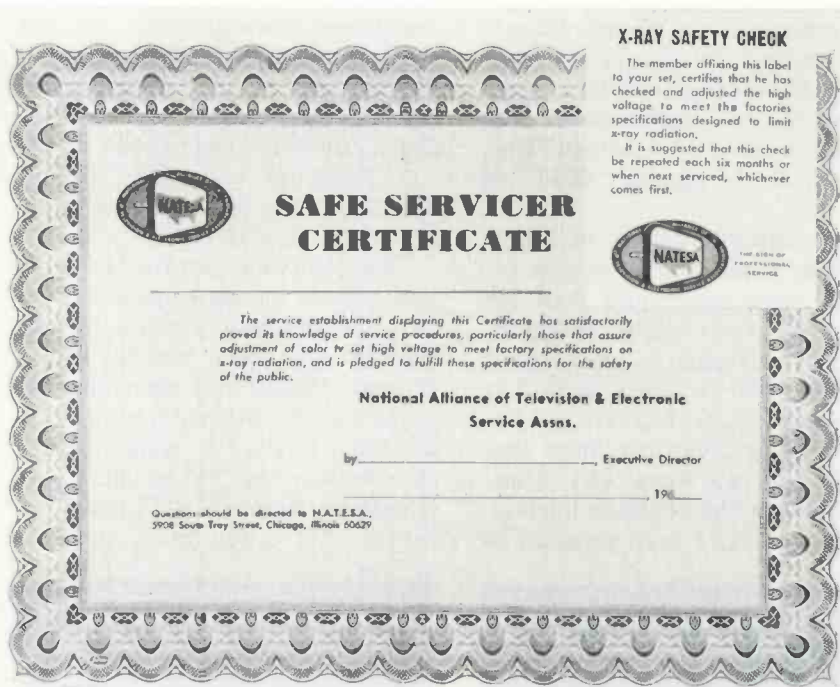 X-RAY SAFETY CHECK
The member affixing this label
to your set, certifies that he has
checked and adjusted the high
voltage to meet the factories
specifications designed to limit
x-ray radiation.
It is suggested that this check
be repeated each six months or
when next serviced, whichever
comes first.
NATESA
THE SIGN OF
PROFESSIONAL
SERVICE
NATESA
SAFE SERVICER
CERTIFICATE
The service establishment displaying this Certificate has satisfactorily
proved its knowledge of service procedures, particularly those that assure
adjustment of color tv set high voltage to meet factory specifications on
x-ray radiation, and is pledged to fulfill these specifications for the safety
of the public.
National Alliance of Television & Electronic
Service Assns.
by , Executive Director
, 196
Questions should be directed to N.A.T.E.S.A.,
5908 South Troy Street, Chicago, Illinois 60629